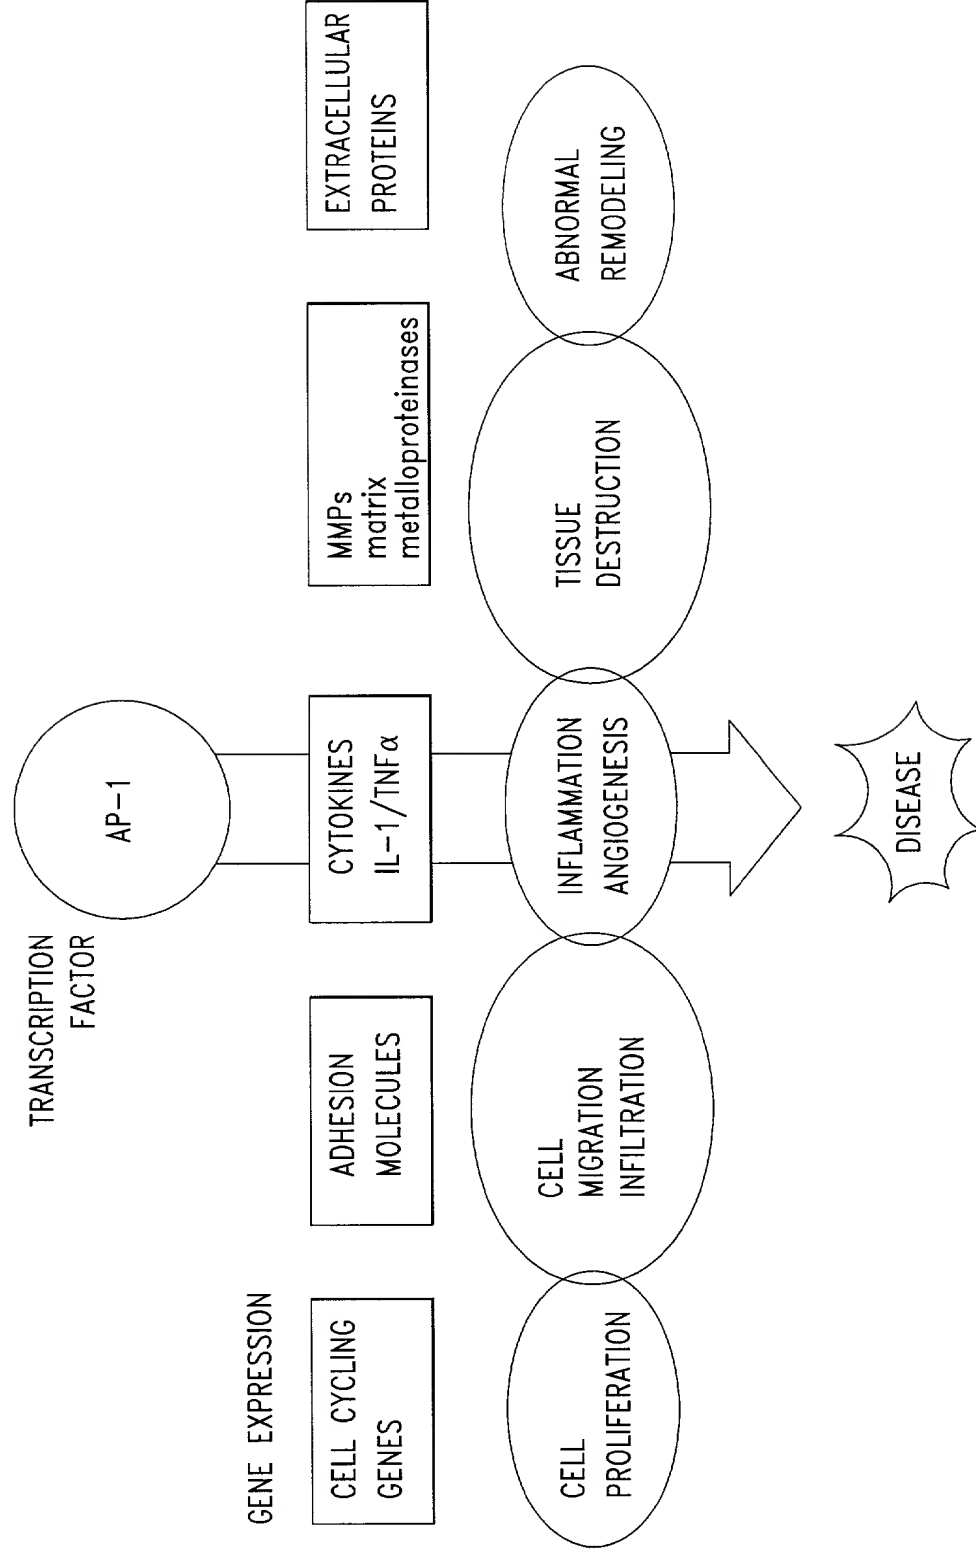 TRANSCRIPTION
FACTOR
AP-1
GENE EXPRESSION
CELL CYCLING
GENES
ADHESION
MOLECULES
CYTOKINES
IL-1/TNFα
MMPs
matrix
metalloproteinases
EXTRACELLULAR
PROTEINS
CELL
PROLIFERATION
CELL
MIGRATION
INFILTRATION
INFLAMMATION
ANGIOGENESIS
TISSUE
DESTRUCTION
ABNORMAL
REMODELING
DISEASE